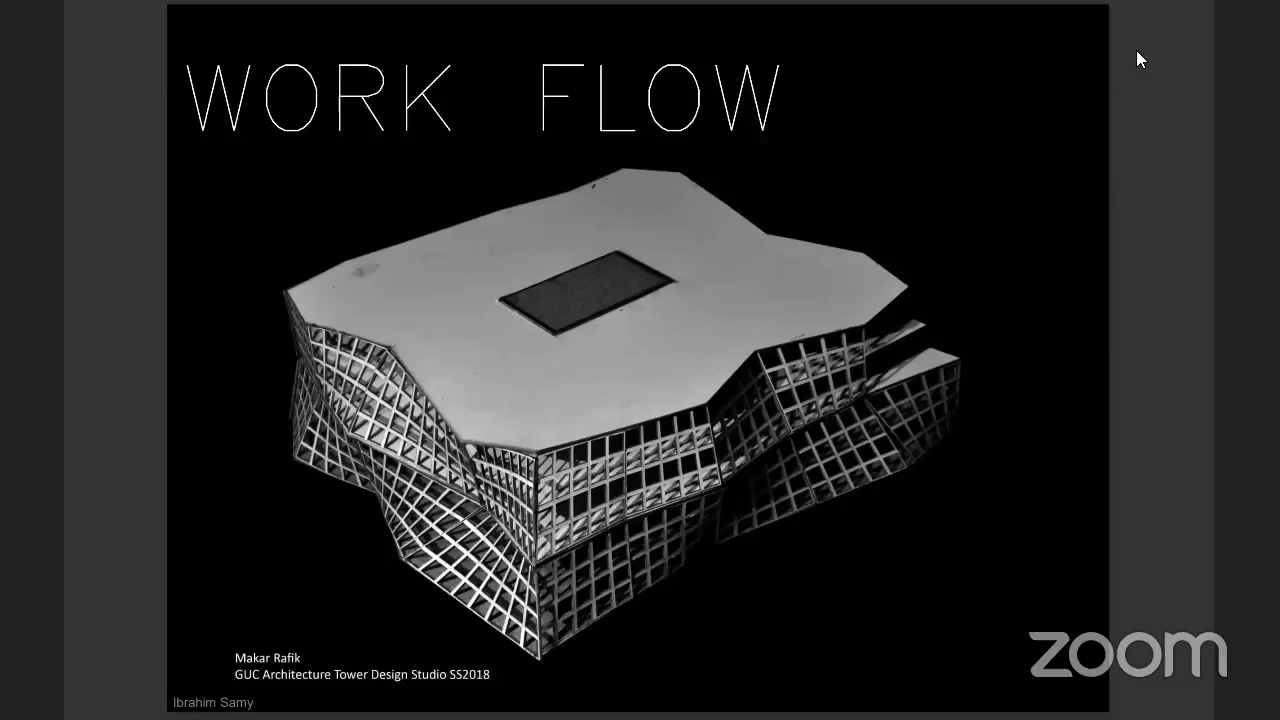 WORK FLOW
Makar Rafik
GUC Architecture Tower Design Studio SS2018
Ibrahim Samy
zoom